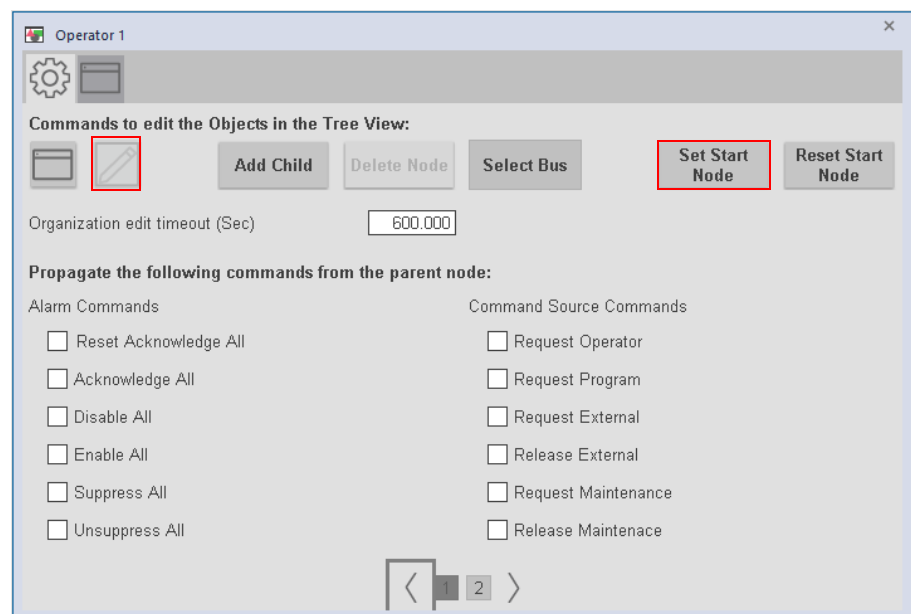 Operator 1
Commands to edit the Objects in the Tree View:
Add Child
Delete Node
Select Bus
Set Start
Node
Reset Start
Node
Organization edit timeout (Sec)
600.000
Propagate the following commands from the parent node:
Alarm Commands
Command Source Commands
Reset Acknowledge All
Request Operator
Acknowledge All
Request Program
Disable All
Request External
Enable All
Release External
Suppress All
Request Maintenance
Unsuppress All
Release Maintenace
1
2